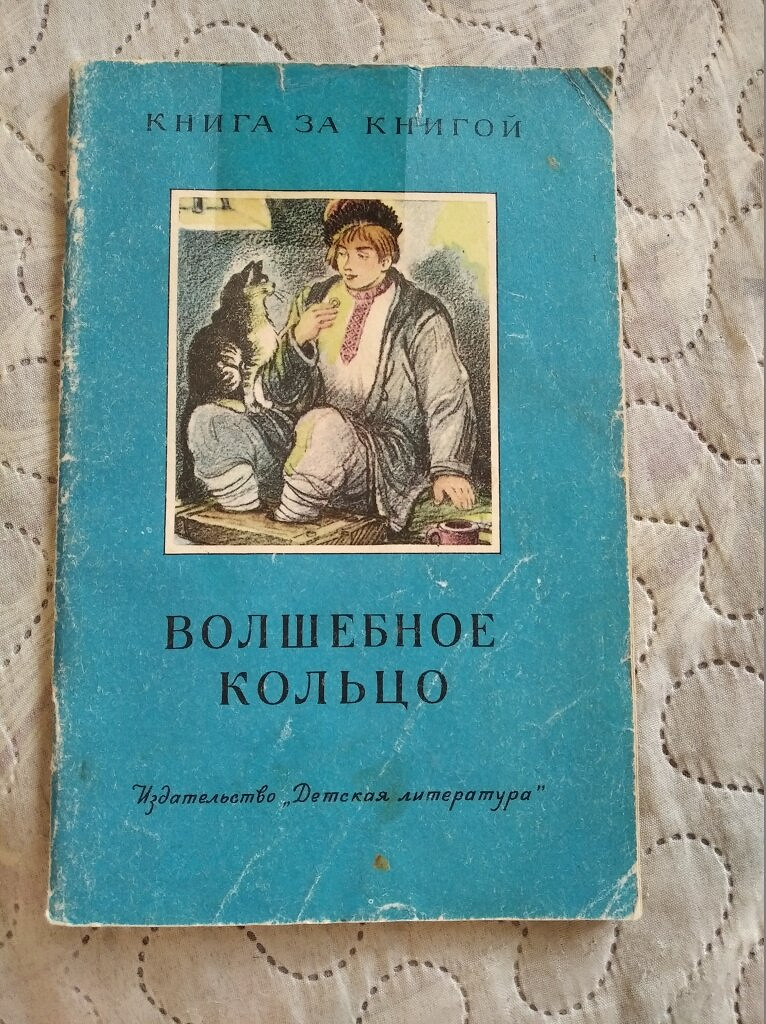 КНИГА ЗА КНИГОЙ
ВОЛШЕБНОЕ
КОЛЬЦО
Издательство „Детская литература"